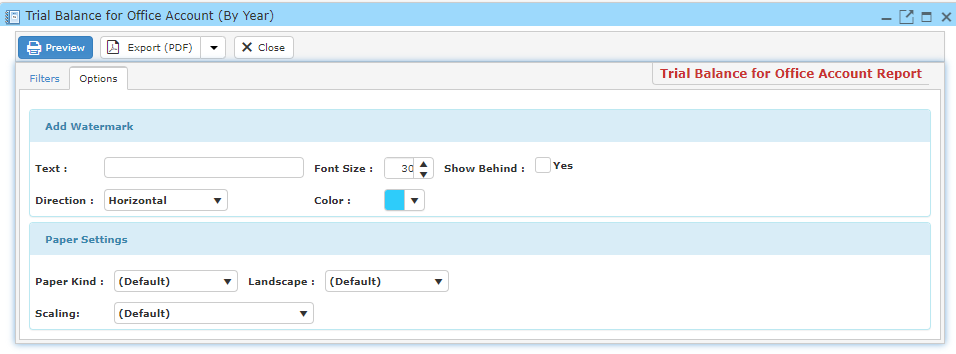 Trial Balance for Office Account (By Year)
Preview Export (PDF) Close
Filters Options Trial Balance for Office Account Report
Add Watermark
Text : Font Size : 30 Show Behind : Yes
Direction : Horizontal Color :
Paper Settings
Paper Kind : (Default) Landscape : (Default)
Scaling: (Default)